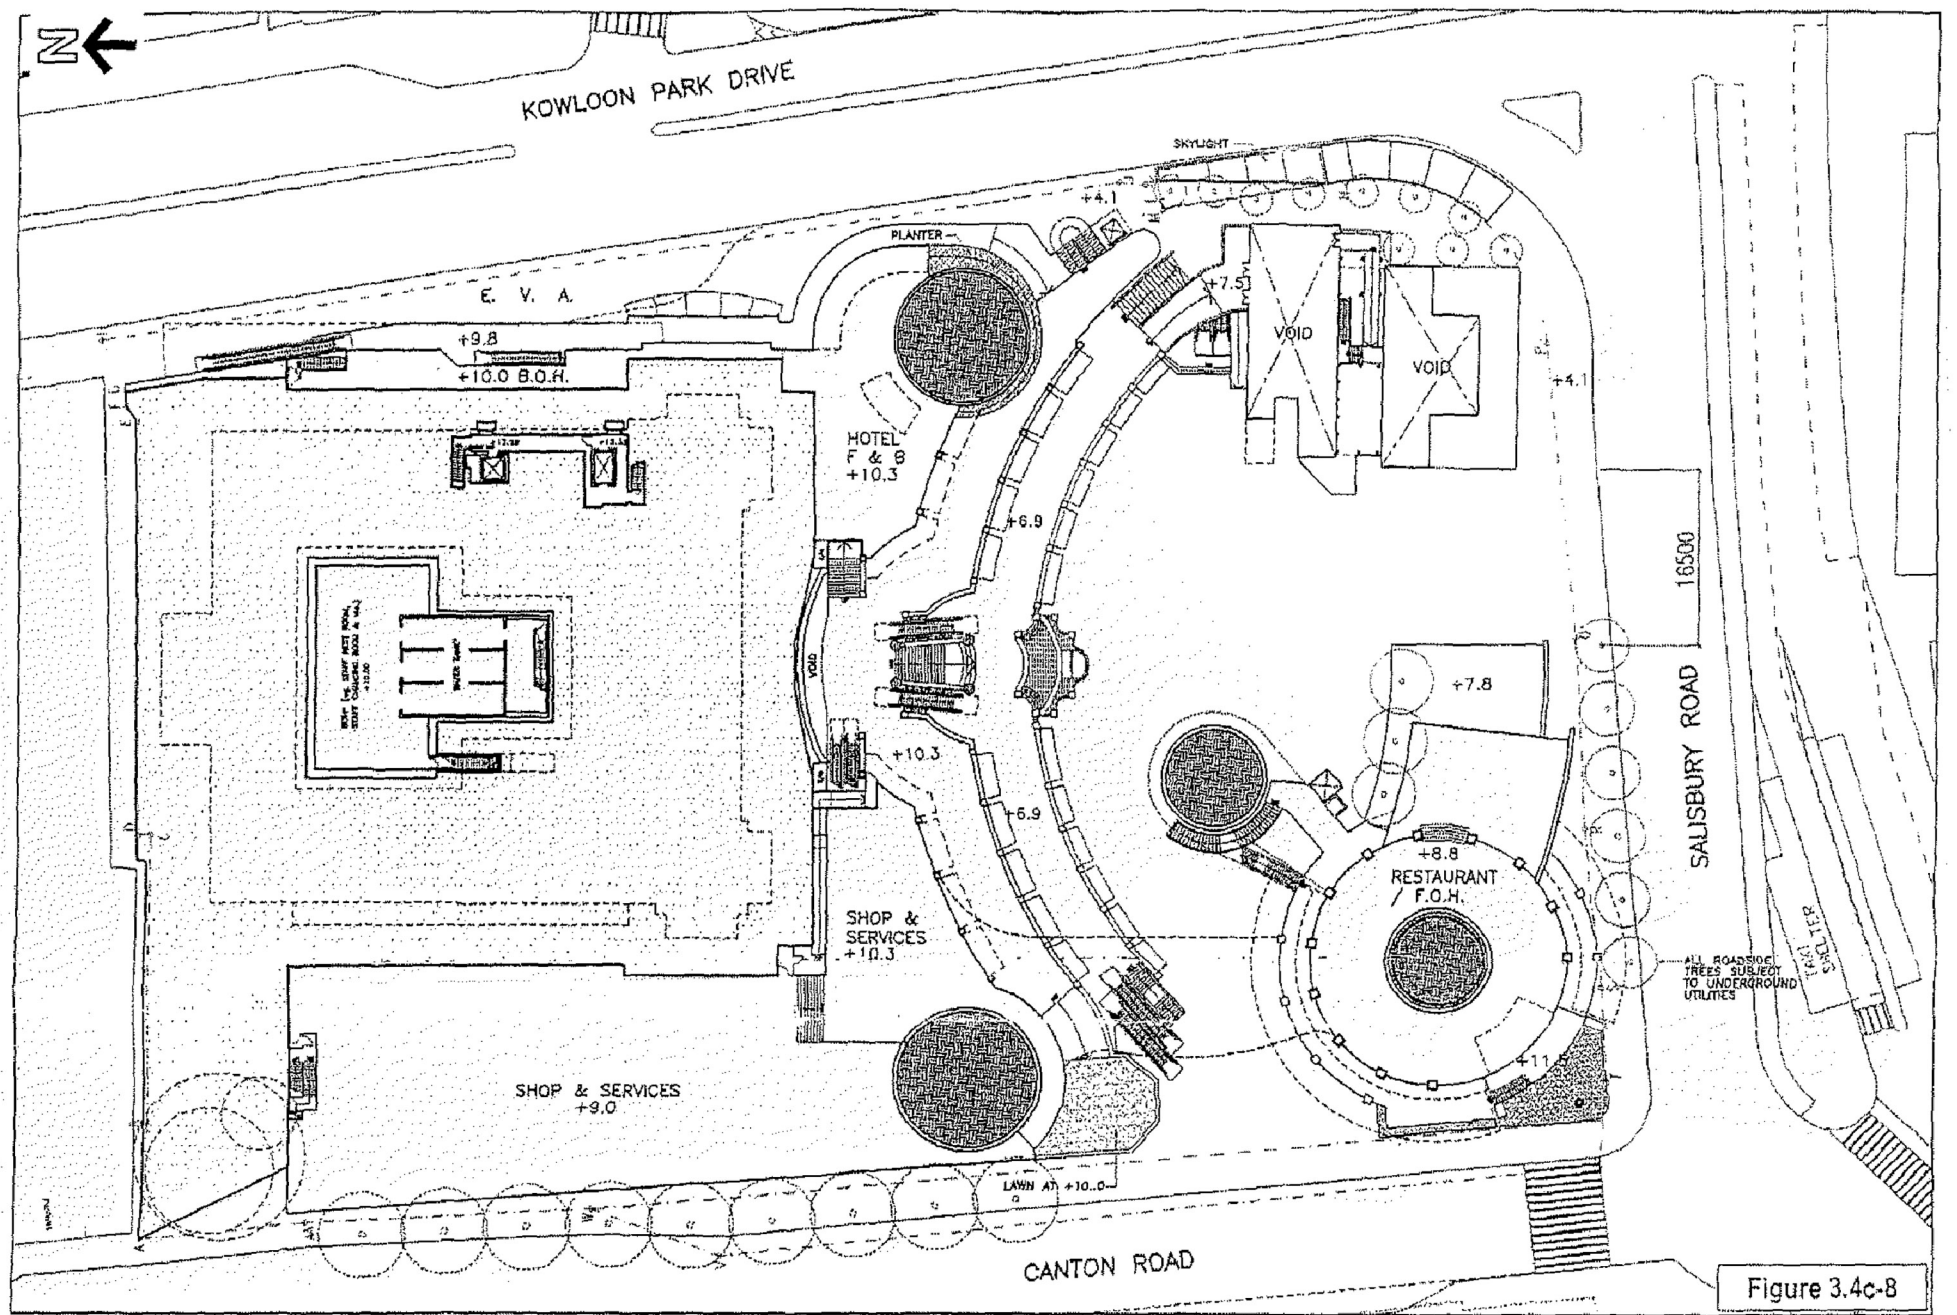 N
KOWLOON PARK DRIVE
SKYLIGHT
+4.1
PLANTER
E. V. A.
+7.5
+9.8
VOID
+10.0 B.O.H.
VOID
+4.1
HOTEL
F & B
+10.3
+6.9
16500
VOID
+7.8
+10.3
SALISBURY ROAD
+6.9
+8.8
RESTAURANT
F.O.H.
SHOP &
SERVICES
+10.3
TAXI
SHELTER
ALL ROADSIDE
TREES SUBJECT
TO UNDERGROUND
UTILITIES
SHOP & SERVICES
+9.0
LAWN AT +10.0
CANTON ROAD
Figure 3.4c-8